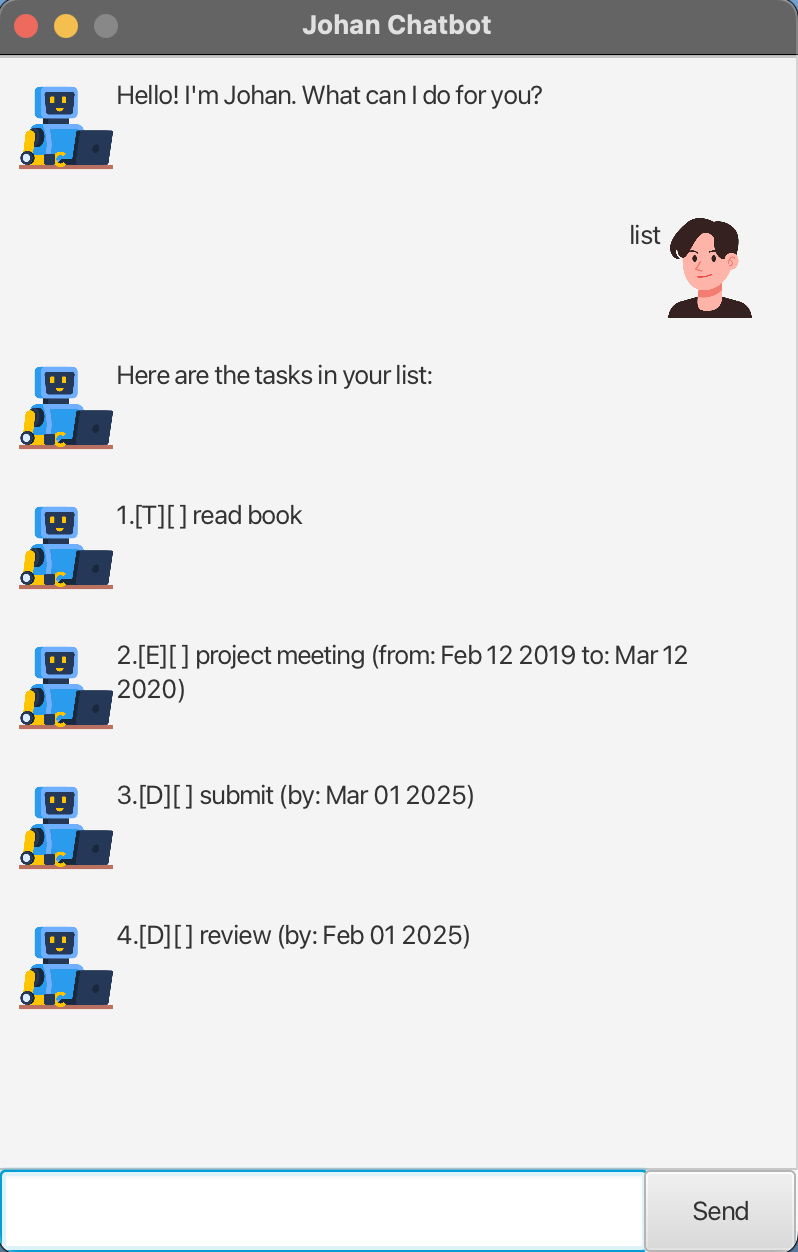 Johan Chatbot
Hello! I'm Johan. What can I do for you?
list
Here are the tasks in your list:
1.[T][ ] read book
2.[E][ ] project meeting (from: Feb 12 2019 to: Mar 12
2020)
3.[D][ ] submit (by: Mar 01 2025)
4.[D][ ] review (by: Feb 01 2025)
Send